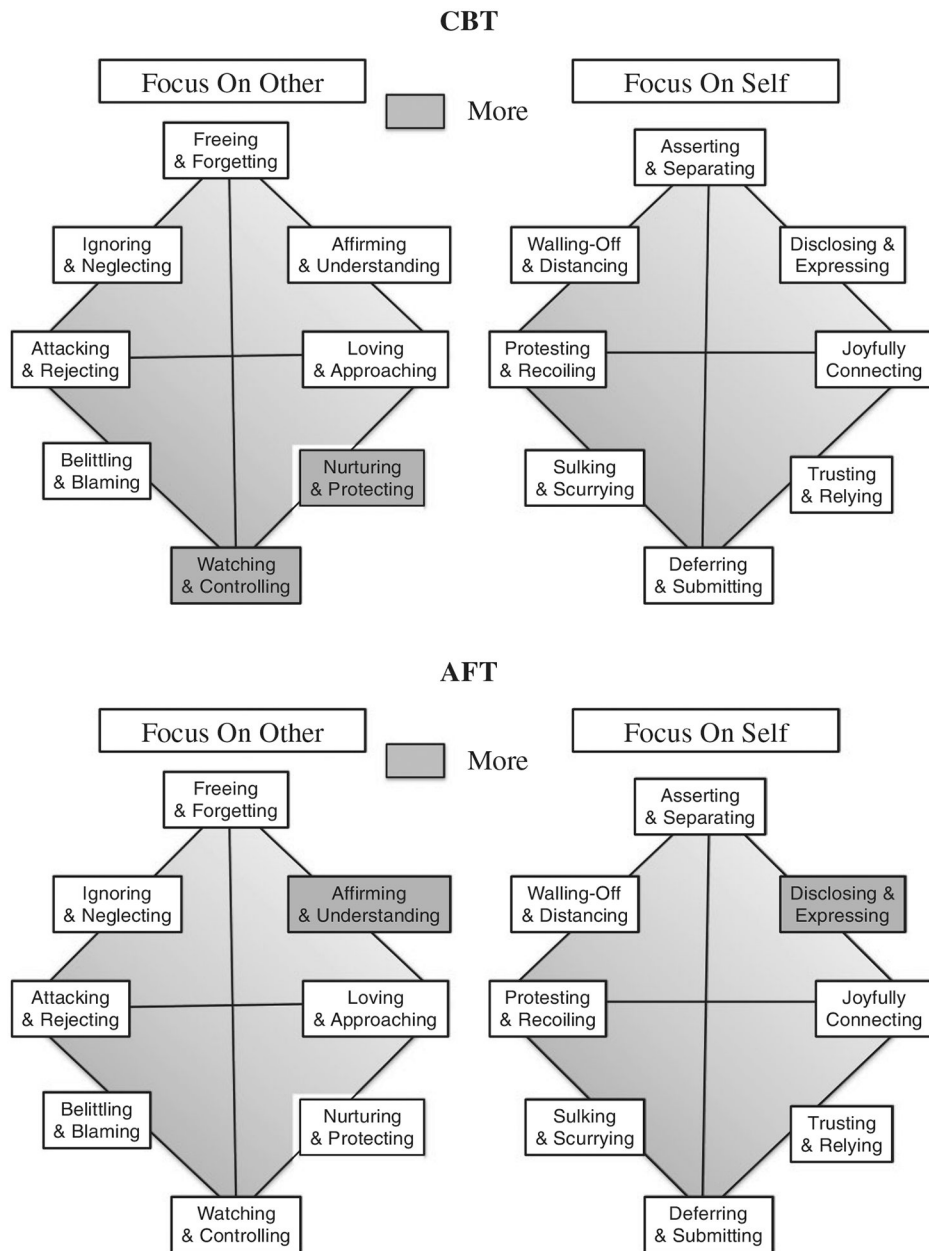 CBT
Focus On Other
Focus On Self
More
Freeing
& Forgetting
Asserting
& Separating
Ignoring
& Neglecting
Affirming
& Understanding
Walling-Off
& Distancing
Disclosing &
Expressing
Attacking
& Rejecting
Loving
& Approaching
Protesting
& Recoiling
Joyfully
Connecting
Belittling
& Blaming
Nurturing
& Protecting
Sulking
& Scurrying
Trusting
& Relying
Watching
& Controlling
Deferring
& Submitting
AFT
Focus On Other
Focus On Self
More
Freeing
& Forgetting
Asserting
& Separating
Ignoring
& Neglecting
Affirming
& Understanding
Walling-Off
& Distancing
Disclosing &
Expressing
Attacking
& Rejecting
Loving
& Approaching
Protesting
& Recoiling
Joyfully
Connecting
Belittling
& Blaming
Nurturing
& Protecting
Sulking
& Scurrying
Trusting
& Relying
Watching
& Controlling
Deferring
& Submitting